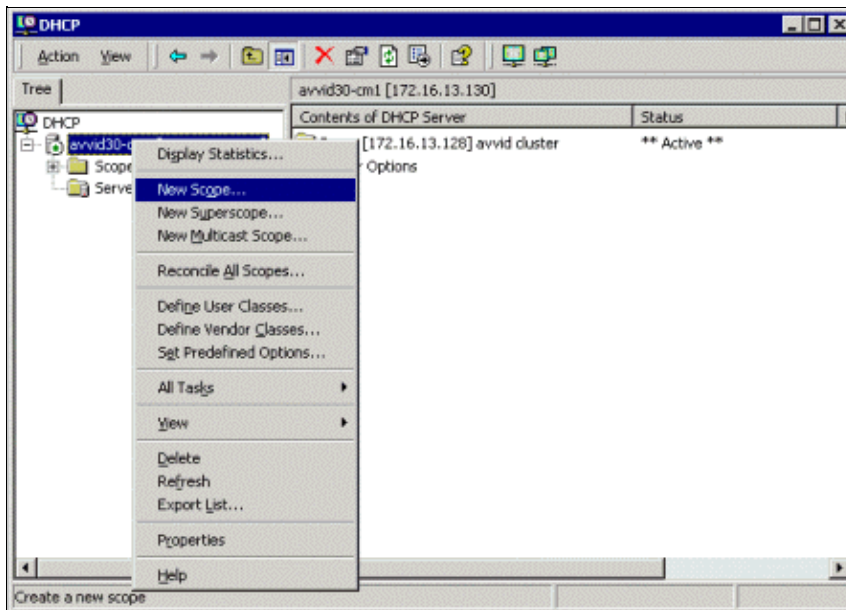 DHCP
Action View
Tree
avvid30-cm1 [172.16.13.130]
DHCP
Contents of DHCP Server Status
[172.16.13.128] avvid cluster ** Active **
Options
Display Statistics...
New Scope...
New Superscope...
New Multicast Scope...
Reconcile All Scopes...
Define User Classes...
Define Vendor Classes...
Set Predefined Options...
All Tasks
View
Delete
Refresh
Export List...
Properties
Help
Create a new scope